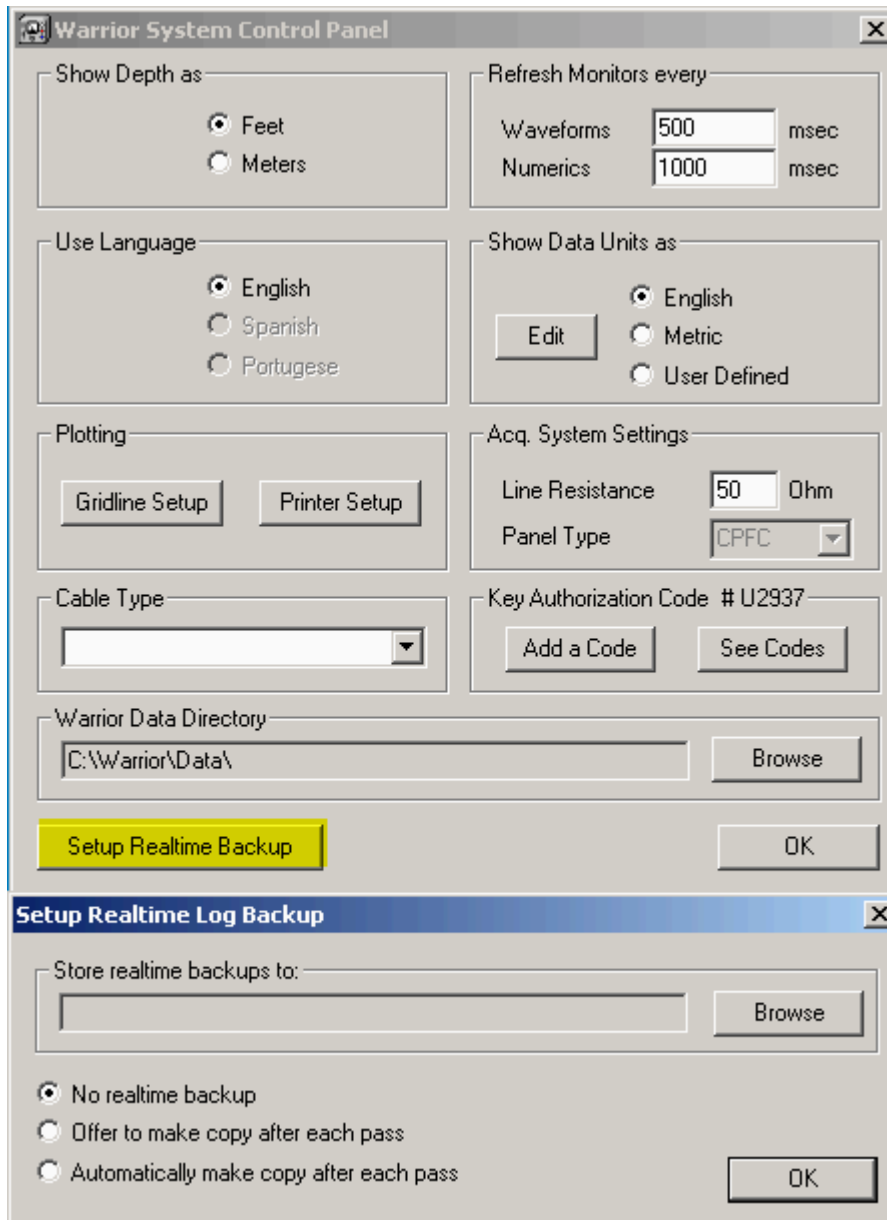 Warrior System Control Panel
Show Depth as
Feet
Meters
Refresh Monitors every
Waveforms 500 msec
Numerics 1000 msec
Use Language
English
Spanish
Portugese
Show Data Units as
Edit
English
Metric
User Defined
Plotting
Gridline Setup Printer Setup
Acq. System Settings
Line Resistance 50 Ohm
Panel Type CPFC
Cable Type
Key Authorization Code # U2937
Add a Code See Codes
Warrior Data Directory
C:\Warrior\Data\ Browse
Setup Realtime Backup OK
Setup Realtime Log Backup
Store realtime backups to:
Browse
No realtime backup
Offer to make copy after each pass
Automatically make copy after each pass
OK